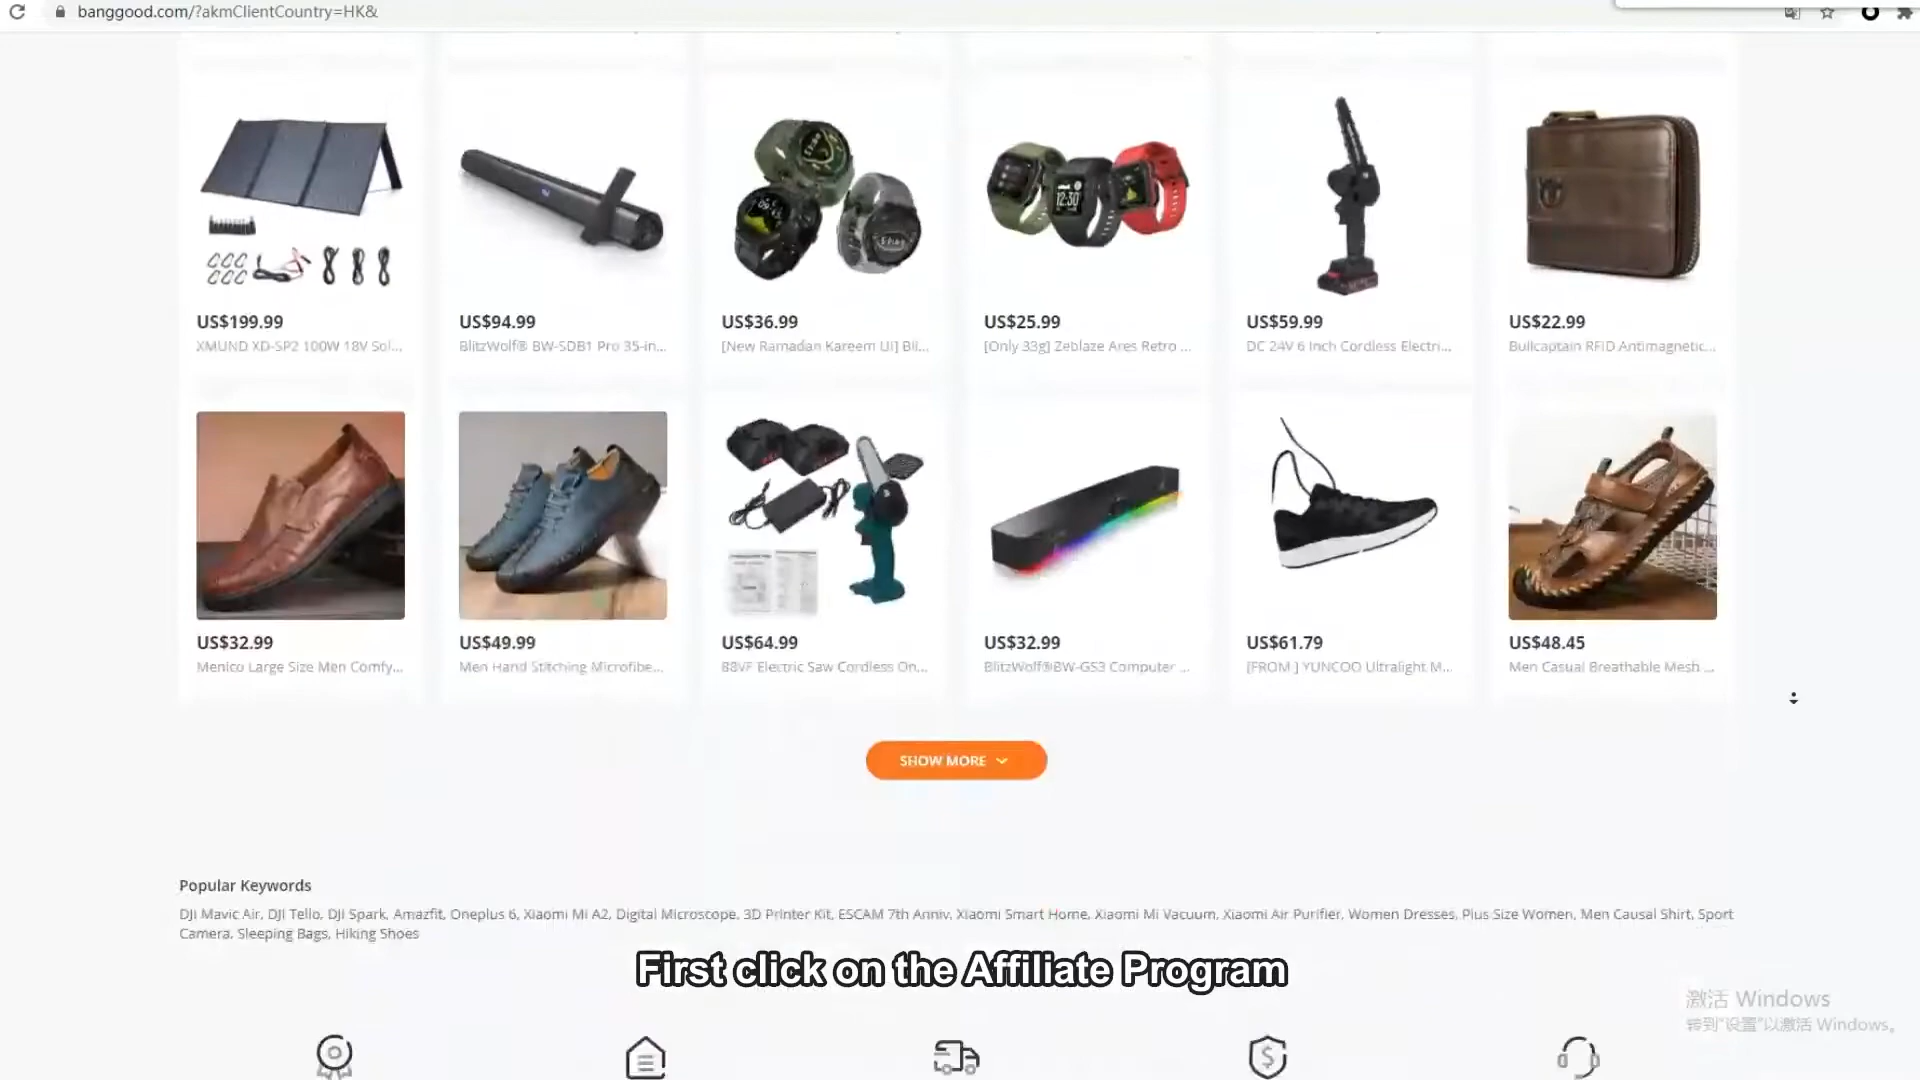 banggood.com/?akmClientCountry=HK&
US$199.99
US$94.99
US$36.99
US$25.99
US$59.99
US$22.99
XMUND XD-SP2 100W 18V Sol...
BlitzWolf® BW-SDB1 Pro 35-in...
[New Ramadan Kareem UI] Bli...
[Only 33g] Zeblaze Ares Retro ...
DC 24V 6 Inch Cordless Electri...
Bullcaptain RFID Antimagnetic...
US$32.99
US$49.99
US$64.99
US$32.99
US$61.79
US$48.45
Menico Large Size Men Comfy...
Men Hand Stitching Microfibe...
88VF Electric Saw Cordless On...
BlitzWolf®BW-GS3 Computer ...
[FROM ] YUNCOO Ultralight M...
Men Casual Breathable Mesh ...
SHOW MORE
Popular Keywords
DJI Mavic Air, DJI Tello, DJI Spark, Amazfit, Oneplus 6, Xiaomi Mi A2, Digital Microscope, 3D Printer Kit, ESCAM 7th Anniv, Xiaomi Smart Home, Xiaomi Mi Vacuum, Xiaomi Air Purifier, Women Dresses, Plus Size Women, Men Causal Shirt, Sport
Camera, Sleeping Bags, Hiking Shoes
First click on the Affiliate Program
激活 Windows
转到"设置"以激活 Windows。